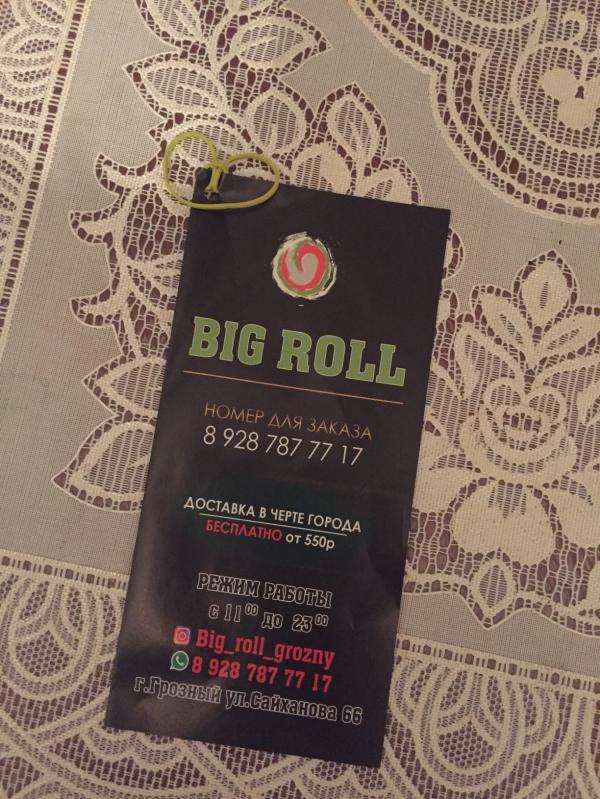 BIG ROLL
НОМЕР ДЛЯ ЗАКАЗА
8 928 787 77 17
ДОСТАВКА В ЧЕРТЕ ГОРОДА
БЕСПЛАТНО от 550р
РЕЖИМ РАБОТЫ
с 11 00 до 23 00
Big_roll_grozny
8 928 787 77 17
г.Грозный ул.Сайханова 66